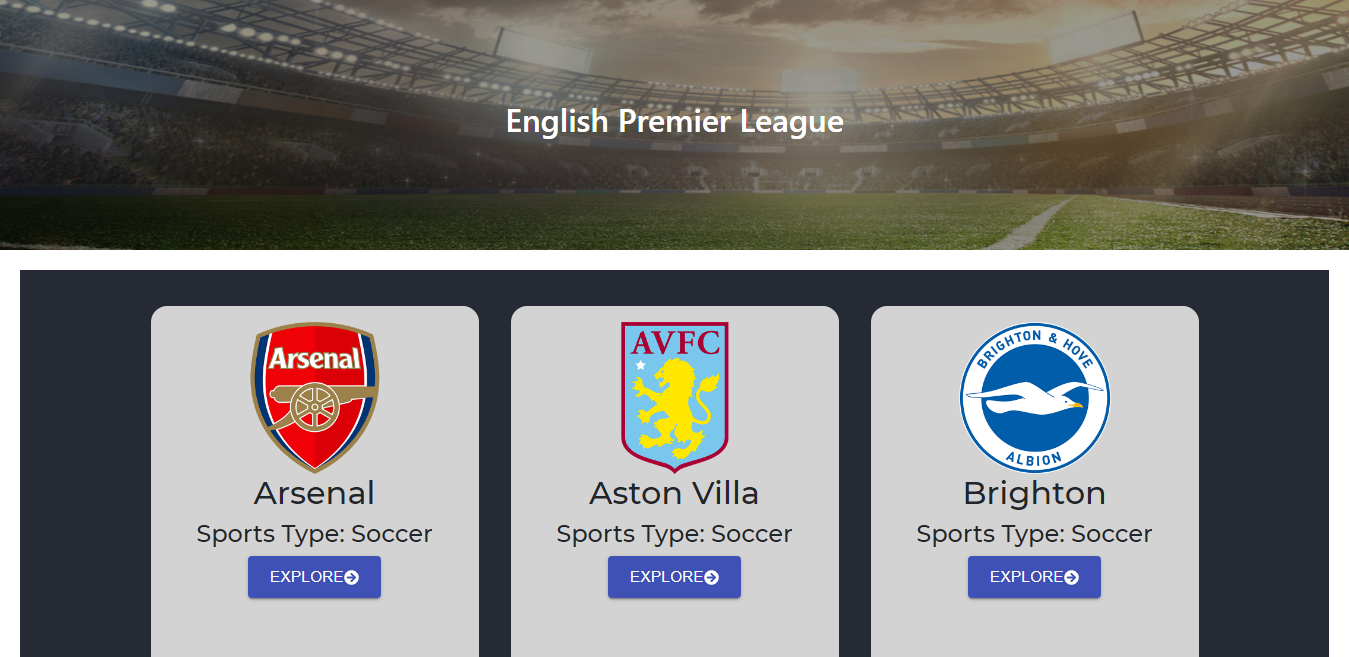 English Premier League
Arsenal
AVFC
BRIGHTON & HOVE
ALBION
Arsenal
Aston Villa
Brighton
Sports Type: Soccer
Sports Type: Soccer
Sports Type: Soccer
EXPLORE
EXPLORE
EXPLORE